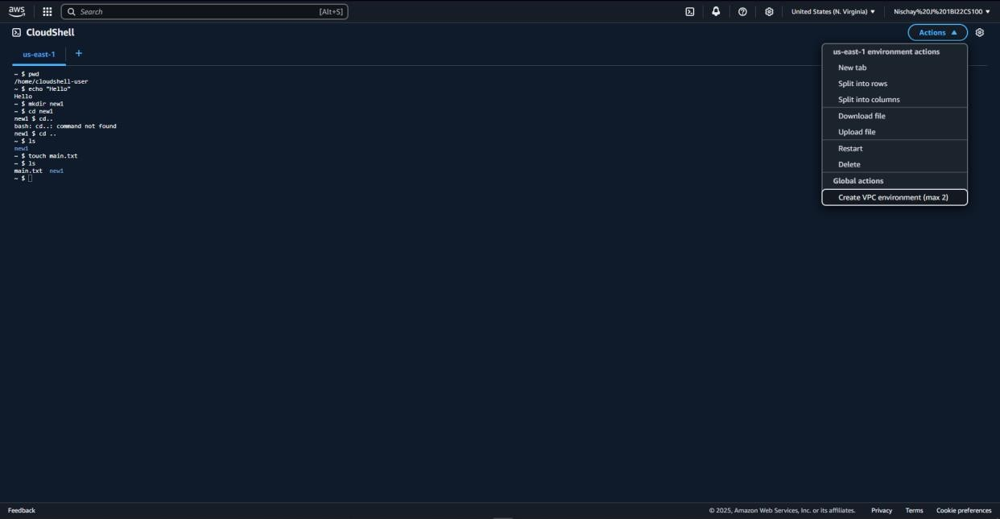 aws
Search [Alt+S]
United States (N. Virginia) ▼
Nischay%20J%201BI22CS100 ▼
CloudShell
Actions ▲
us-east-1 +
~ $ pwd
/home/cloudshell-user
~ $ echo "Hello"
Hello
~ $ mkdir new1
~ $ cd new1
new1 $ cd..
bash: cd..: command not found
new1 $ cd ..
~ $ ls
new1
~ $ touch main.txt
~ $ ls
main.txt  new1
~ $
us-east-1 environment actions
New tab
Split into rows
Split into columns
Download file
Upload file
Restart
Delete
Global actions
Create VPC environment (max 2)
Feedback
© 2025, Amazon Web Services, Inc. or its affiliates. Privacy Terms Cookie preferences